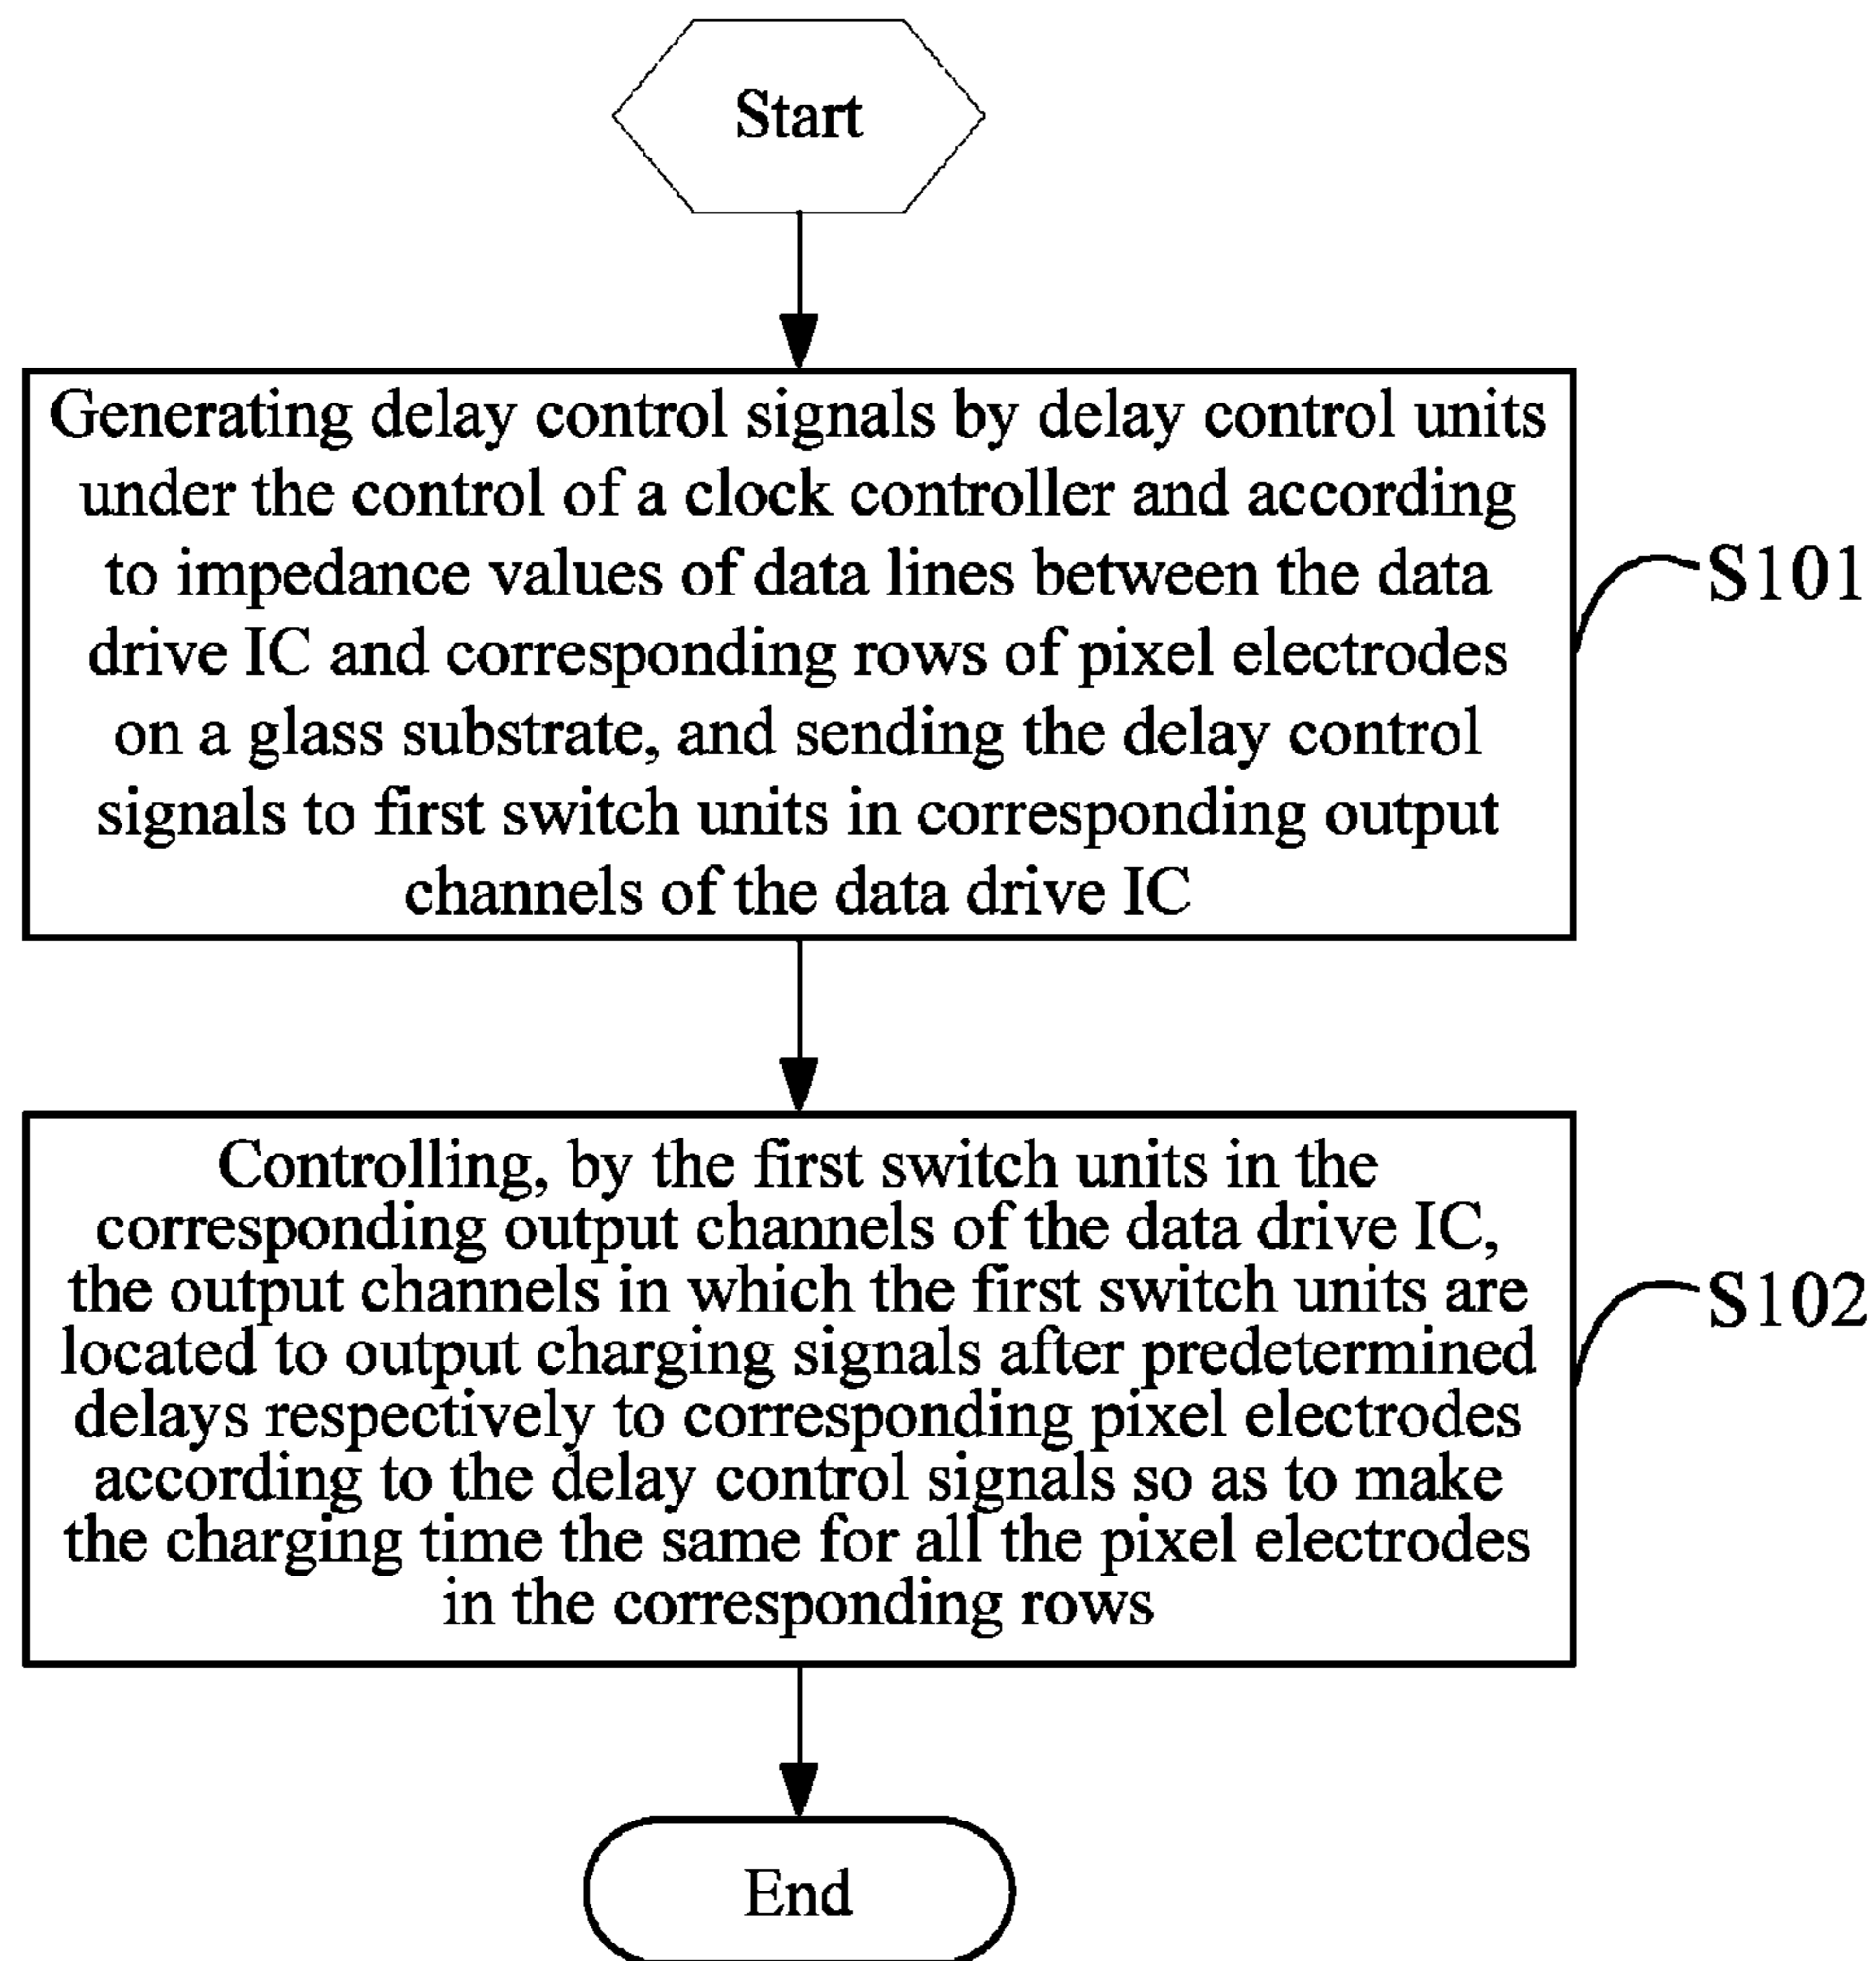 Start
Generating delay control signals by delay control units
under the control of a clock controller and according
to impedance values of data lines between the data
drive IC and corresponding rows of pixel electrodes
on a glass substrate, and sending the delay control
signals to first switch units in corresponding output
channels of the data drive IC
S101
Controlling, by the first switch units in the
corresponding output channels of the data drive IC,
the output channels in which the first switch units are
located to output charging signals after predetermined
delays respectively to corresponding pixel electrodes
according to the delay control signals so as to make
the charging time the same for all the pixel electrodes
in the corresponding rows
S102
End